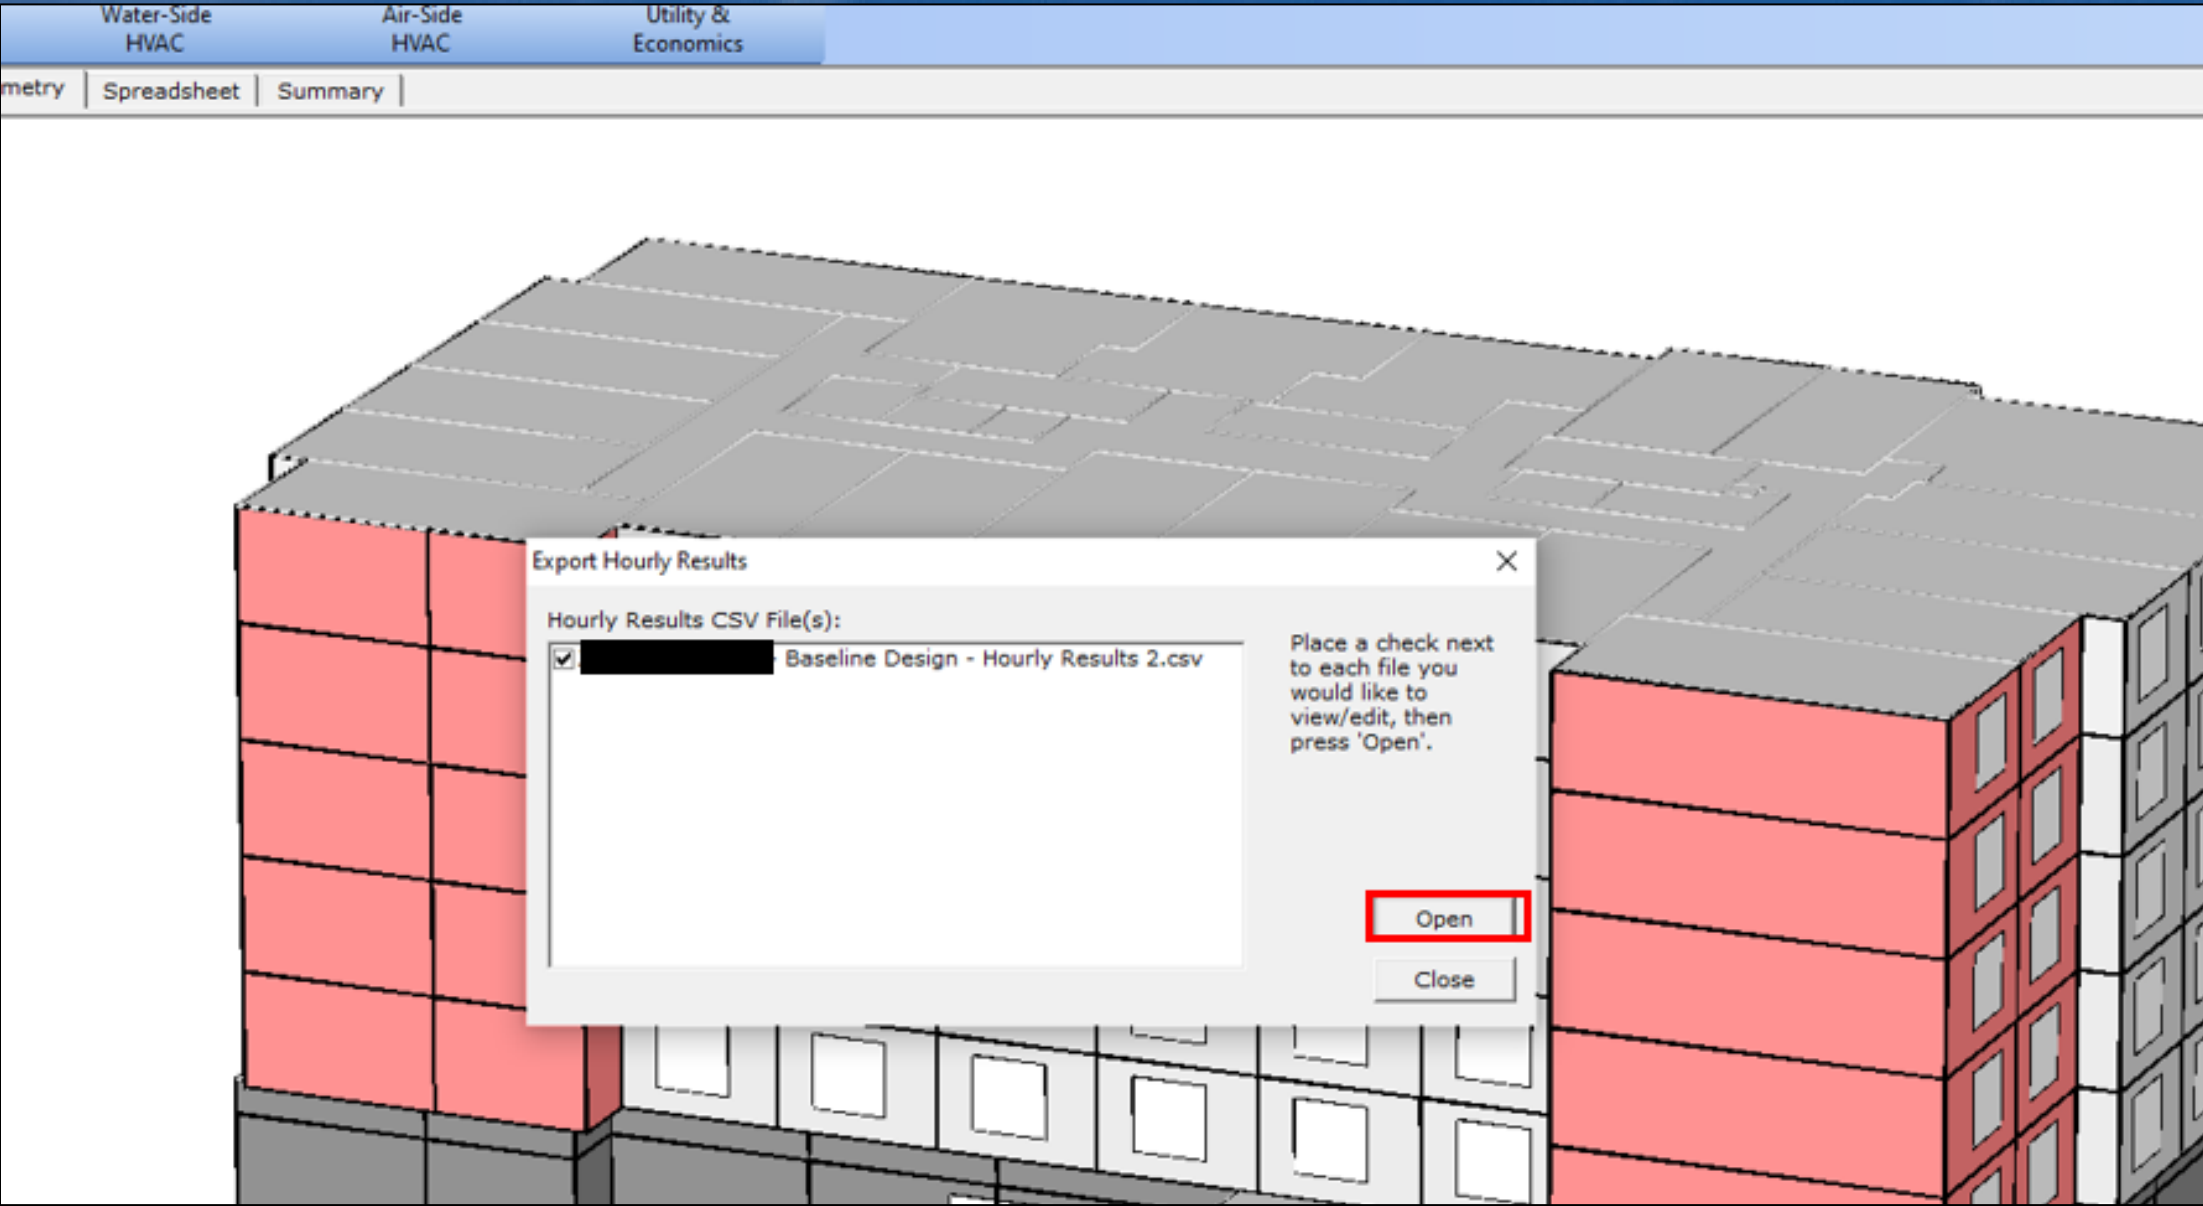 Water-Side
HVAC
Air-Side
HVAC
Utility &
Economics
metry
Spreadsheet
Summary
Export Hourly Results
Hourly Results CSV File(s):
- Baseline Design - Hourly Results 2.csv
Place a check next
to each file you
would like to
view/edit, then
press 'Open'.
Open
Close